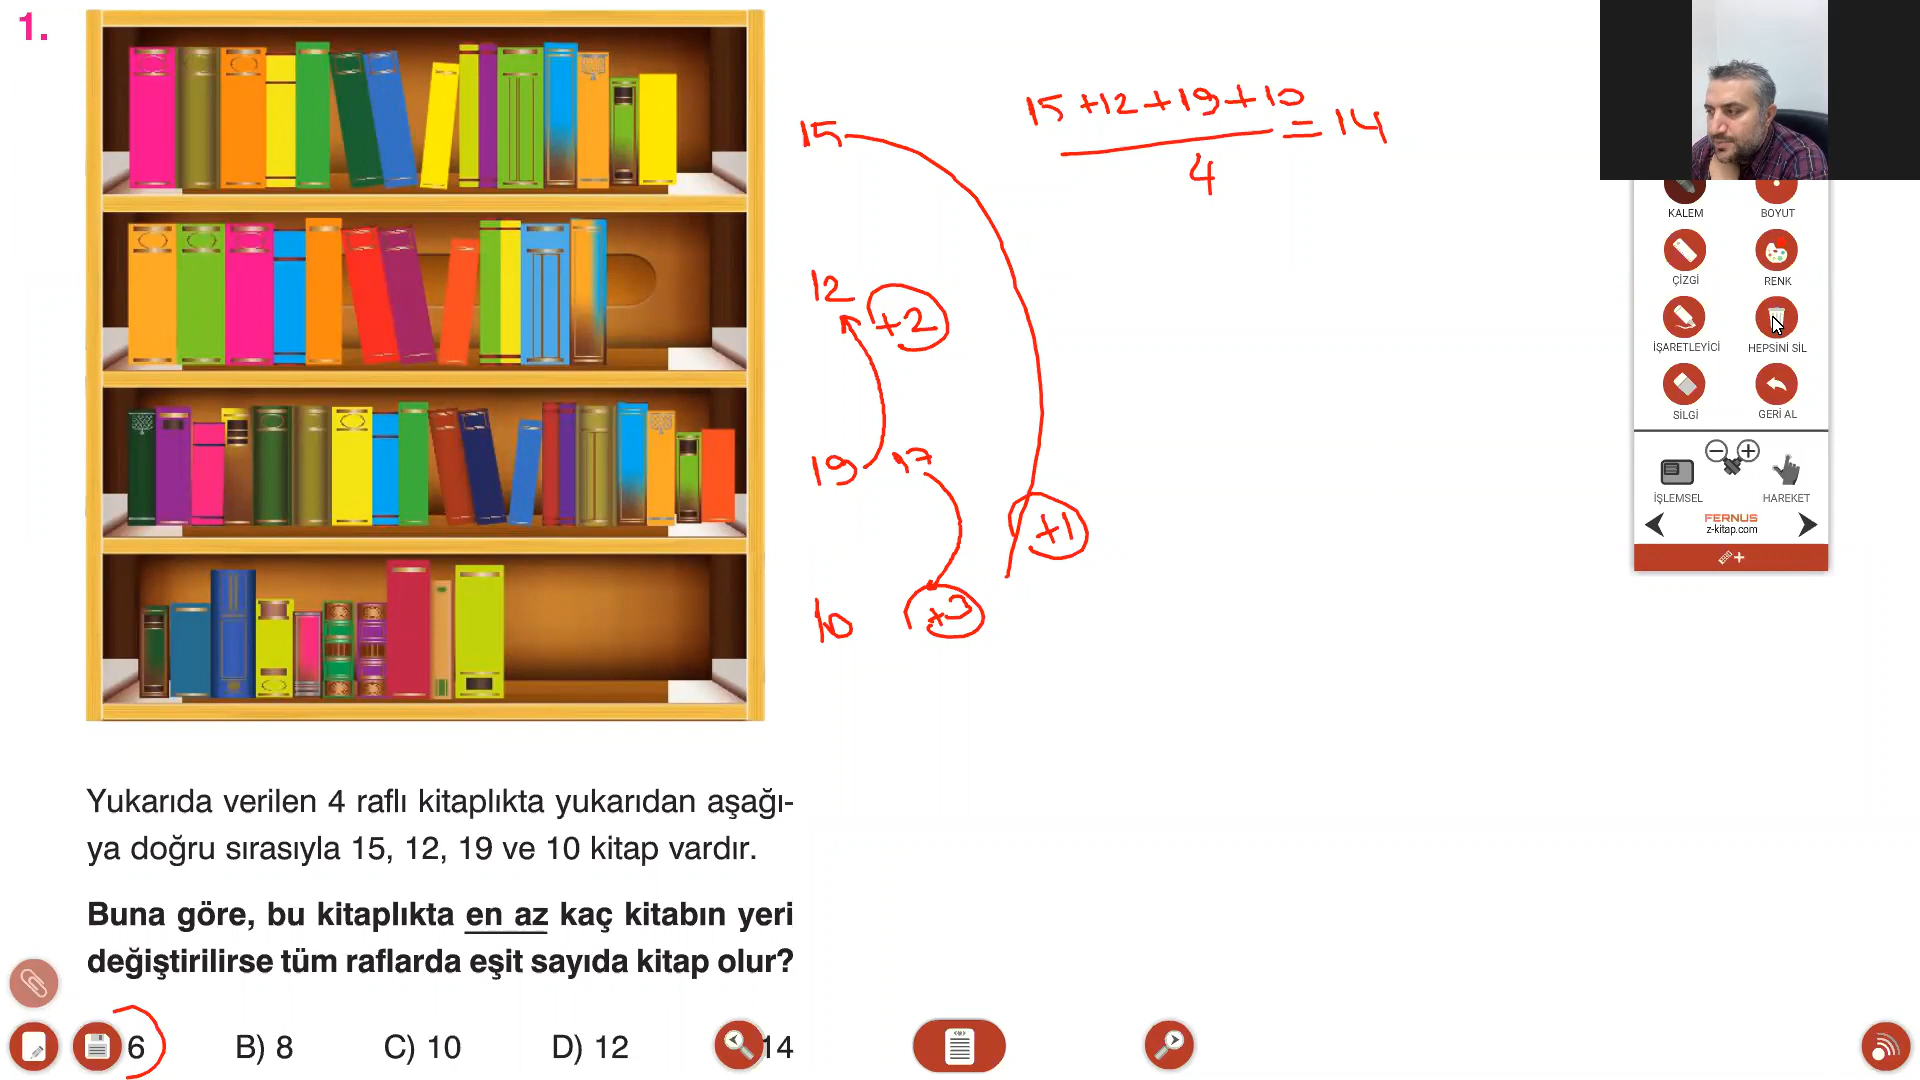 1.
15
15 +12 +19 +10
= 14
4
12
+2
19 17
+1
10 +3
Yukarıda verilen 4 raflı kitaplıkta yukarıdan aşağı-
ya doğru sırasıyla 15, 12, 19 ve 10 kitap vardır.
Buna göre, bu kitaplıkta en az kaç kitabın yeri
değiştirilirse tüm raflarda eşit sayıda kitap olur?
6 B) 8 C) 10 D) 12 14
KALEM BOYUT
ÇİZGİ RENK
İŞARETLEYİCİ HEPSİNİ SİL
SİLGİ GERİ AL
İŞLEMSEL HAREKET
FERNUS
z-kitap.com